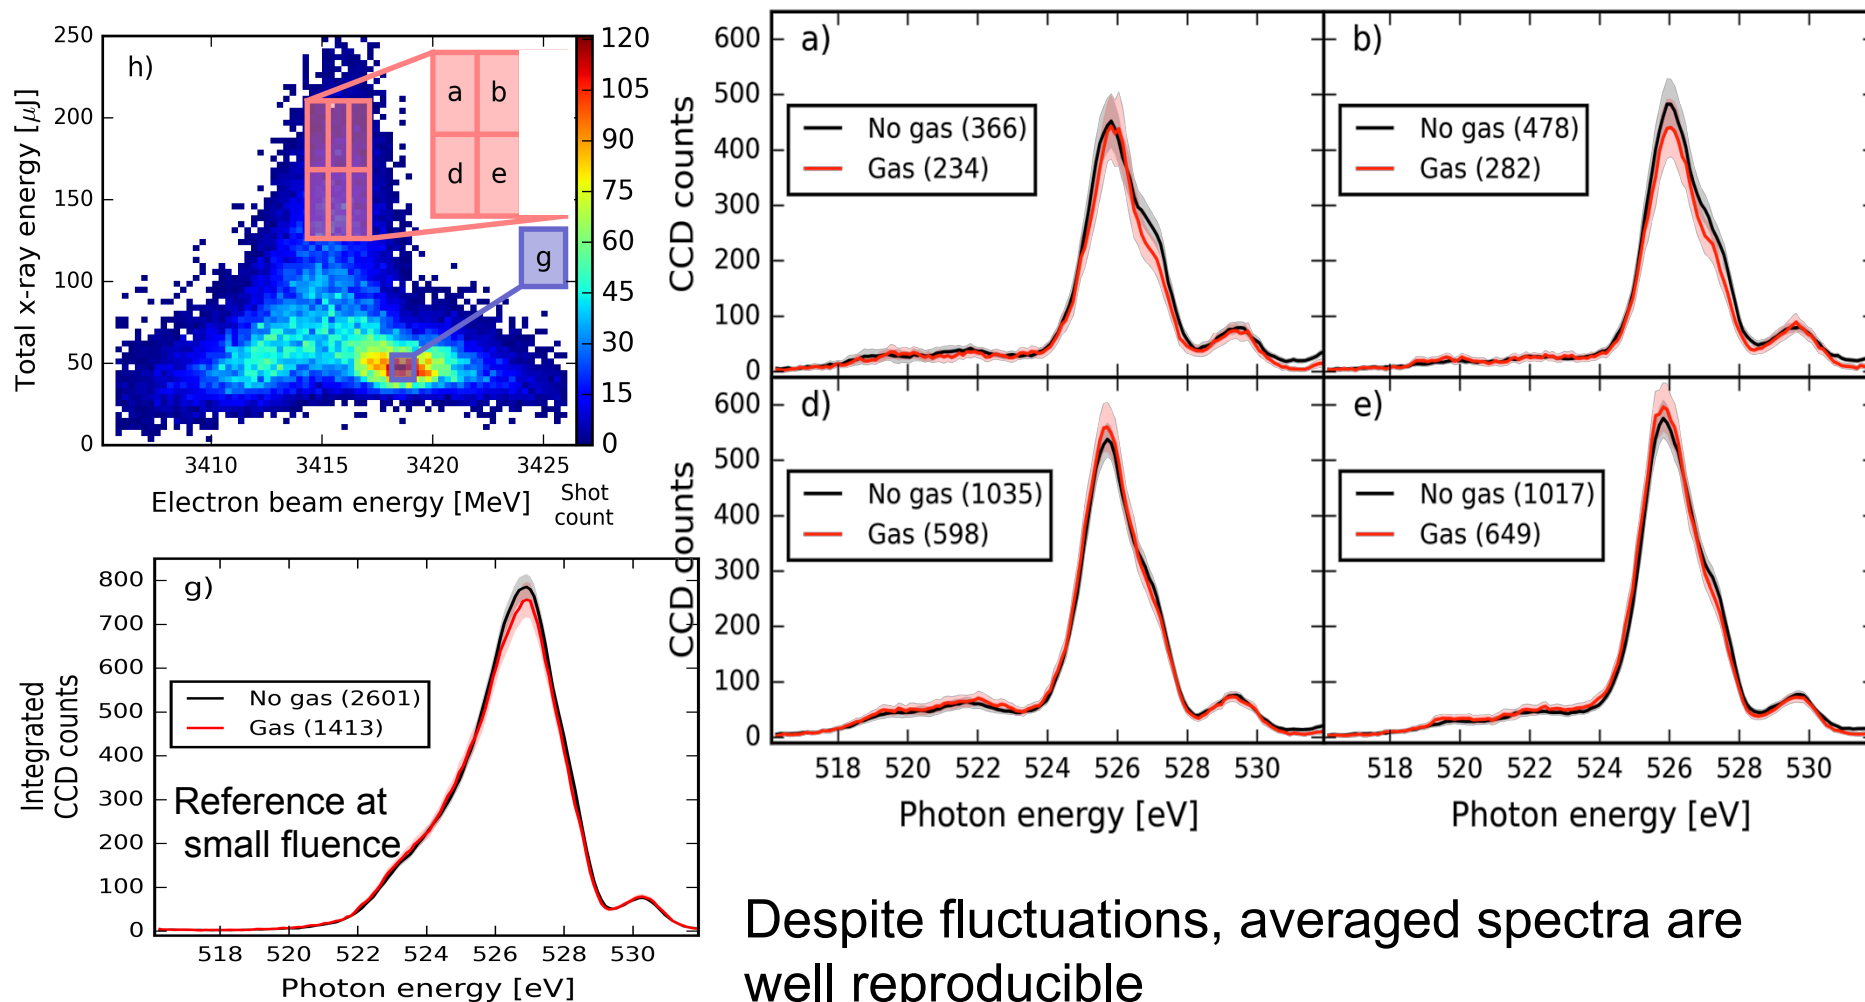 h)
250
200
150
100
50
0
Total x-ray energy [μJ]
3410 3415 3420 3425
Electron beam energy [MeV]
a b
d e
g
120
105
90
75
60
45
30
15
0
Shot
count
a)
600
500
400
300
200
100
0
CCD counts
No gas (366)
Gas (234)
b)
No gas (478)
Gas (282)
d)
600
500
400
300
200
100
0
CCD counts
No gas (1035)
Gas (598)
518 520 522 524 526 528 530
Photon energy [eV]
e)
No gas (1017)
Gas (649)
518 520 522 524 526 528 530
Photon energy [eV]
g)
800
700
600
500
400
300
200
100
0
Integrated
CCD counts
No gas (2601)
Gas (1413)
Reference at
small fluence
518 520 522 524 526 528 530
Photon energy [eV]
Despite fluctuations, averaged spectra are
well reproducible